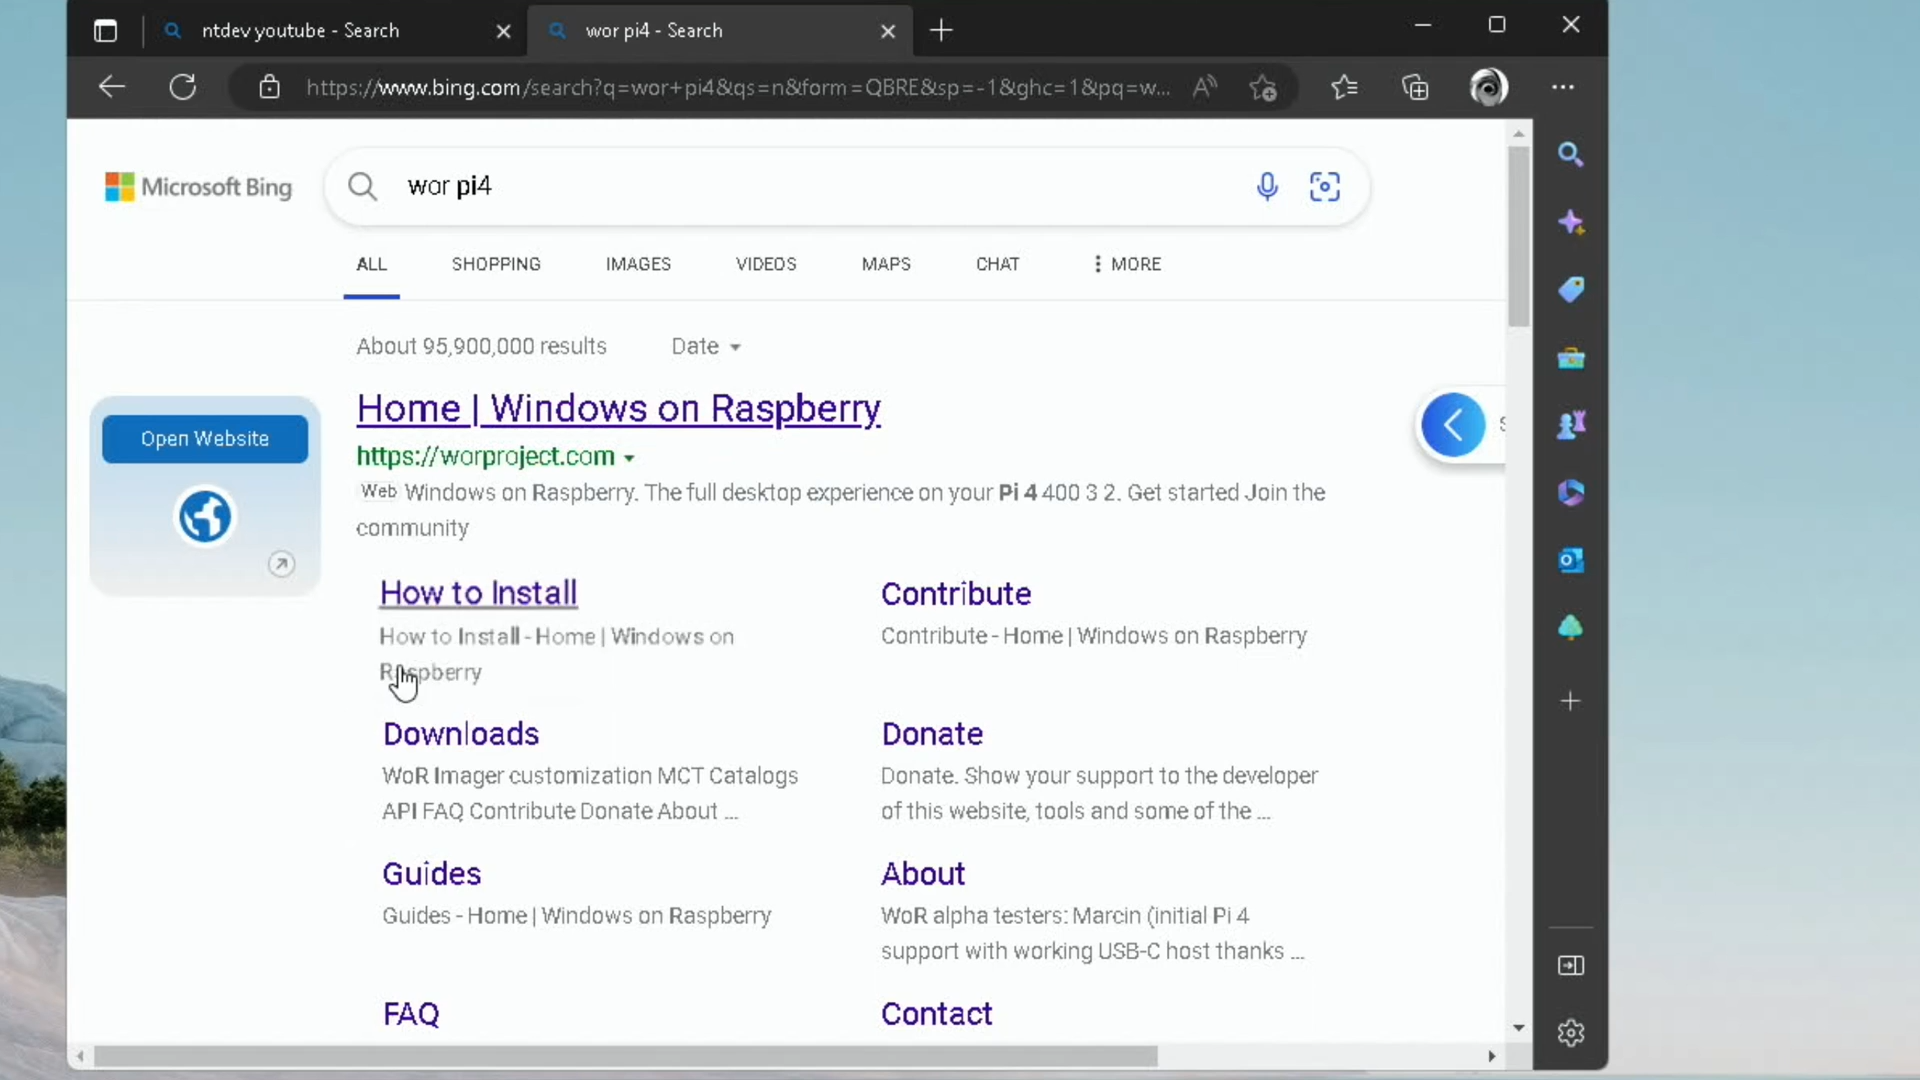 ntdev youtube - Search
wor pi4 - Search
https://www.bing.com/search?q=wor+pi4&qs=n&form=QBRE&sp=-1&ghc=1&pq=w...
Microsoft Bing
wor pi4
ALL SHOPPING IMAGES VIDEOS MAPS CHAT MORE
About 95,900,000 results Date
Open Website
Home | Windows on Raspberry
https://worproject.com
Web Windows on Raspberry. The full desktop experience on your Pi 4 400 3 2. Get started Join the
community
How to Install
How to Install - Home | Windows on
Raspberry
Contribute
Contribute - Home | Windows on Raspberry
Downloads
WoR Imager customization MCT Catalogs
API FAQ Contribute Donate About ...
Donate
Donate. Show your support to the developer
of this website, tools and some of the ...
Guides
Guides - Home | Windows on Raspberry
About
WoR alpha testers: Marcin (initial Pi 4
support with working USB-C host thanks ...
FAQ
Contact